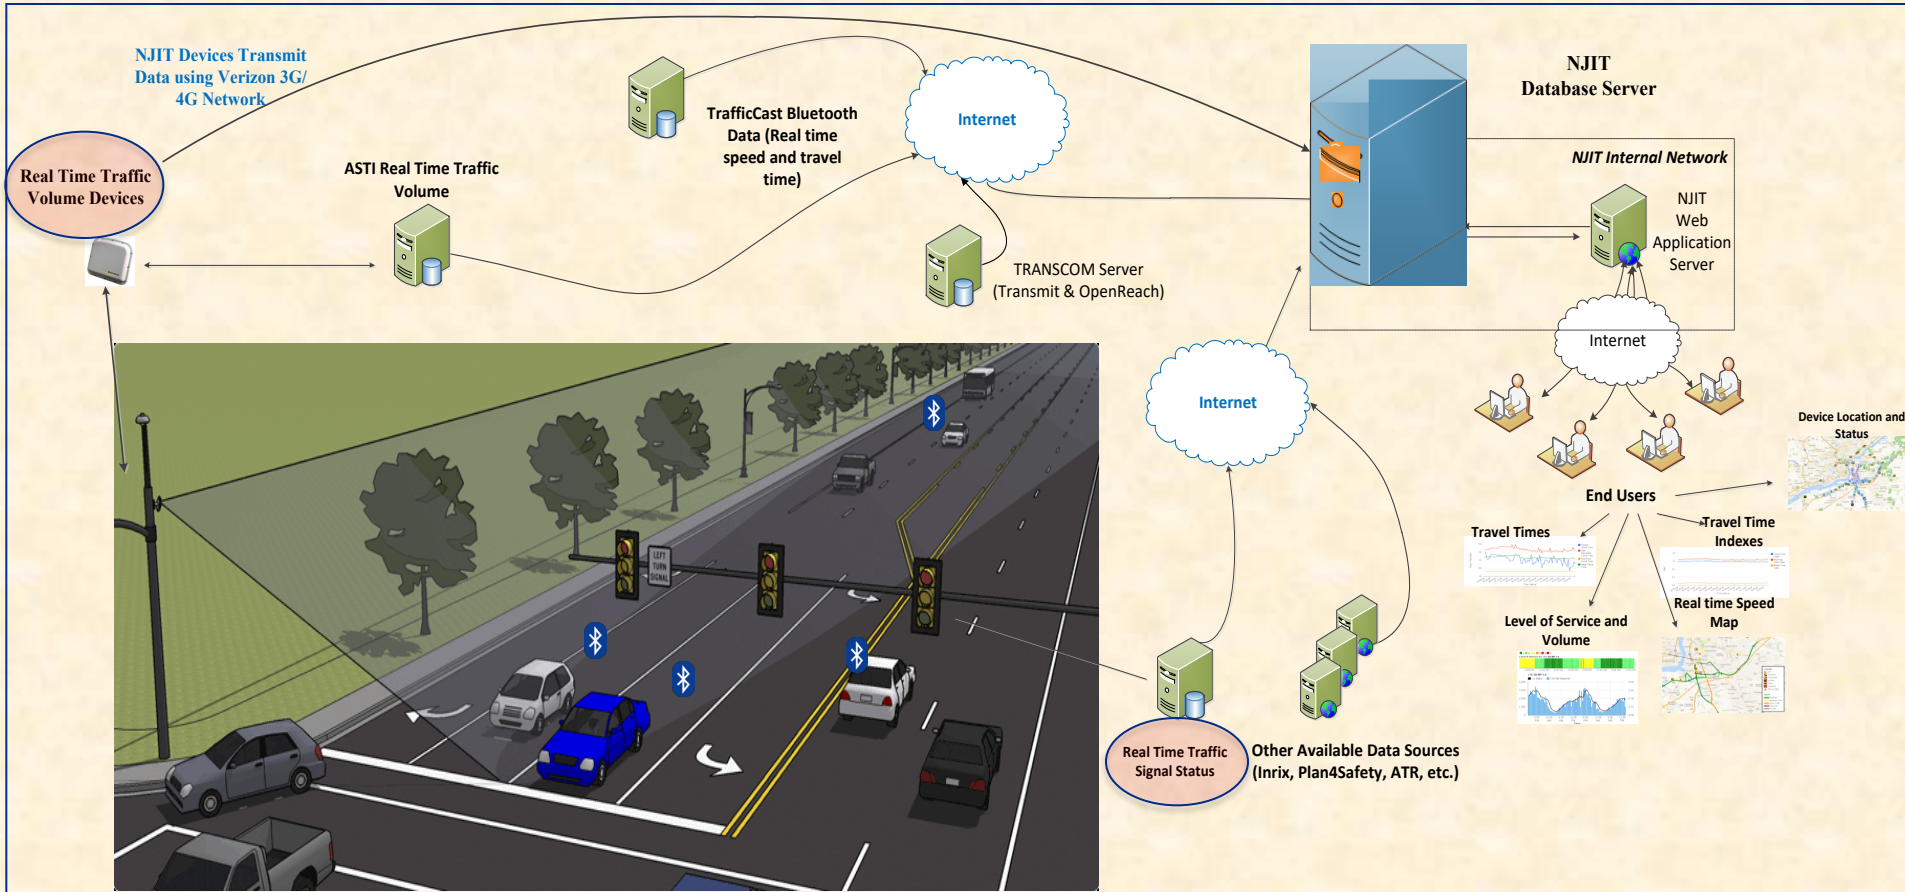 NJIT Devices Transmit
Data using Verizon 3G/
4G Network
Real Time Traffic
Volume Devices
ASTI Real Time Traffic
Volume
TrafficCast Bluetooth
Data (Real time
speed and travel
time)
Internet
TRANSCOM Server
(Transmit & OpenReach)
NJIT
Database Server
NJIT Internal Network
NJIT
Web
Application
Server
Internet
Internet
End Users
Device Location and
Status
Travel Times
Travel Time
Indexes
Level of Service and
Volume
Real time Speed
Map
LEFT
TURN
SIGNAL
Real Time Traffic
Signal Status
Other Available Data Sources
(Inrix, Plan4Safety, ATR, etc.)